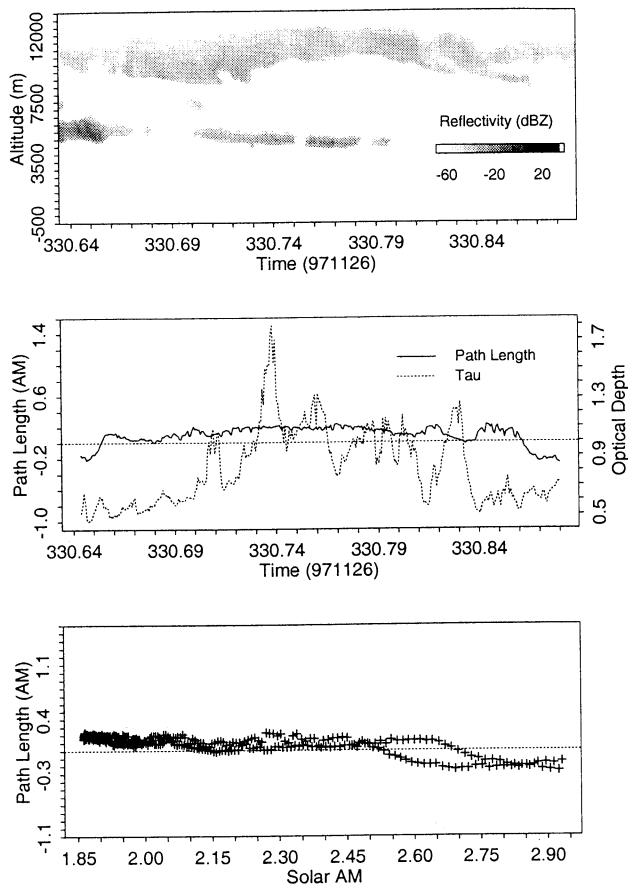 12000
7500
3500
-500
Altitude (m)
Reflectivity (dBZ)
-60 -20 20
330.64 330.69 330.74 330.79 330.84
Time (971126)
1.4
0.6
-0.2
-1.0
Path Length (AM)
Path Length
Tau
1.7
1.3
0.9
0.5
Optical Depth
330.64 330.69 330.74 330.79 330.84
Time (971126)
1.1
0.4
-0.3
-1.1
Path Length (AM)
1.85 2.00 2.15 2.30 2.45 2.60 2.75 2.90
Solar AM